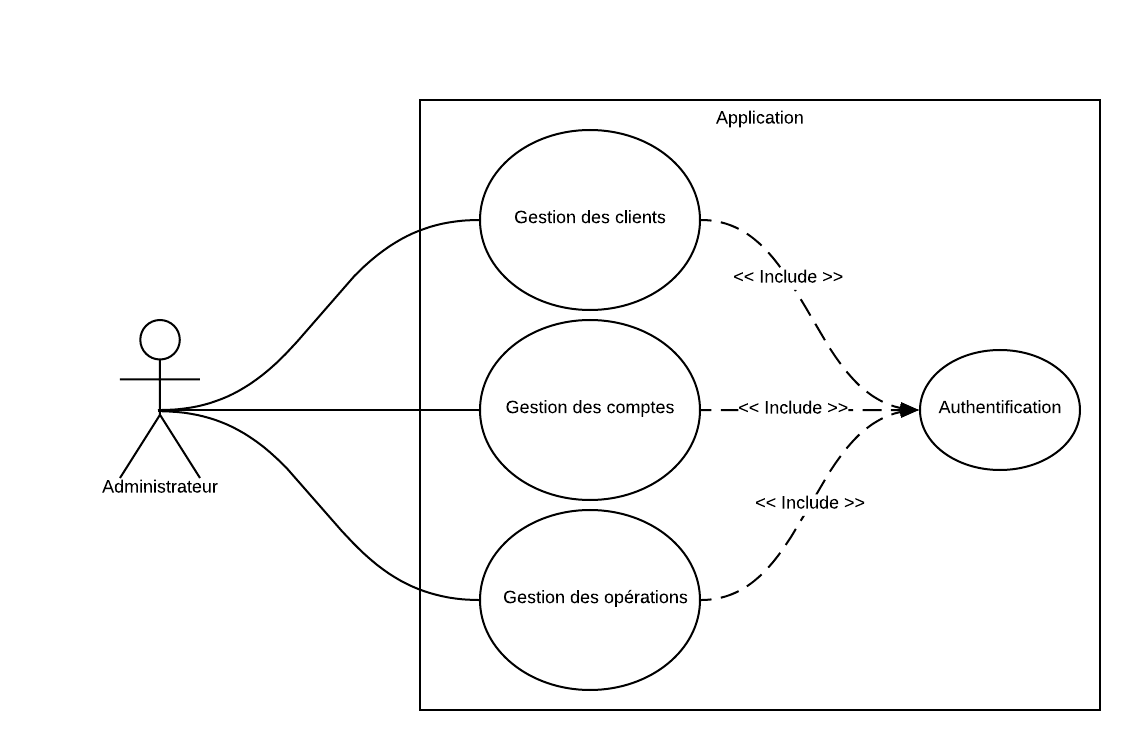 Application
Gestion des clients
<< Include >>
Gestion des comptes
<< Include >>
Authentification
Administrateur
<< Include >>
Gestion des opérations